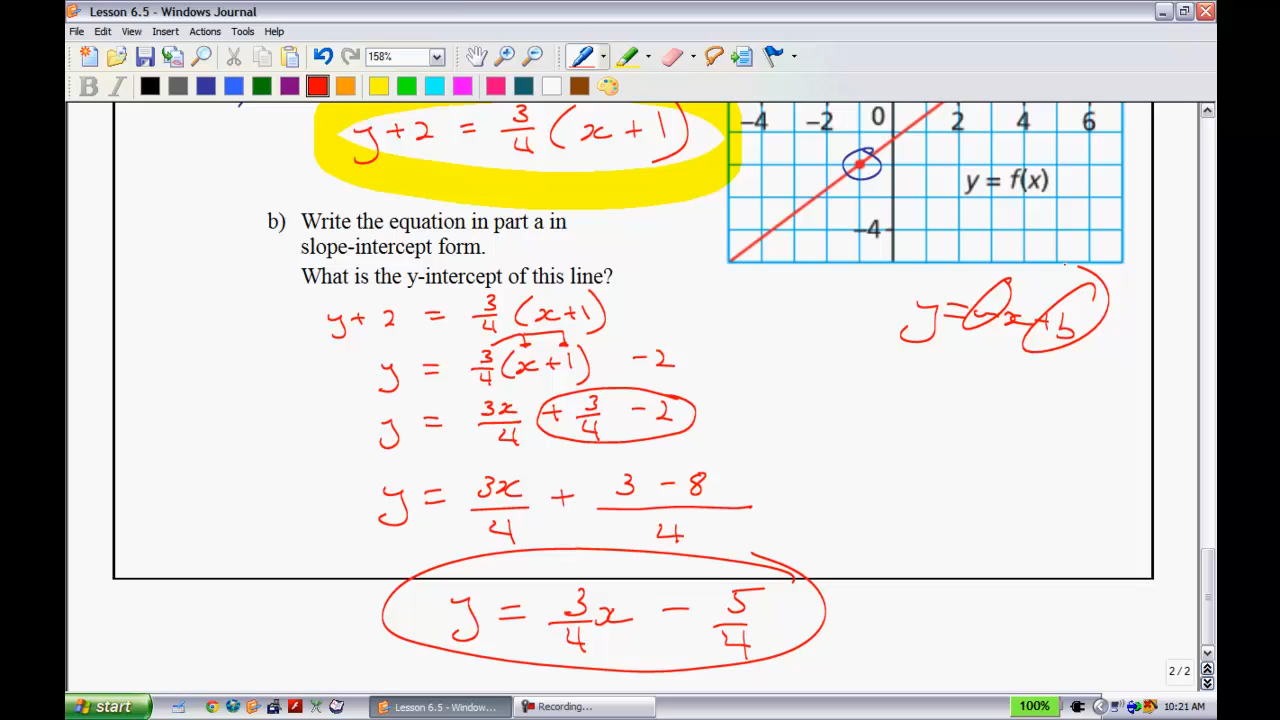 Lesson 6.5 - Windows Journal
File Edit View Insert Actions Tools Help
158%
B I
y + 2 = 3/4 (x + 1)
−4 −2 0 2 4 6
y = f(x)
−4
b) Write the equation in part a in
slope-intercept form.
What is the y-intercept of this line?
y + 2 = 3/4 (x + 1)
y = mx + b
y = 3/4 (x + 1) - 2
y = 3x/4 + 3/4 - 2
y = 3x/4 + (3 - 8)/4
y = 3/4 x - 5/4
2 / 2
start
Lesson 6.5 - Window...
Recording...
100%
10:21 AM